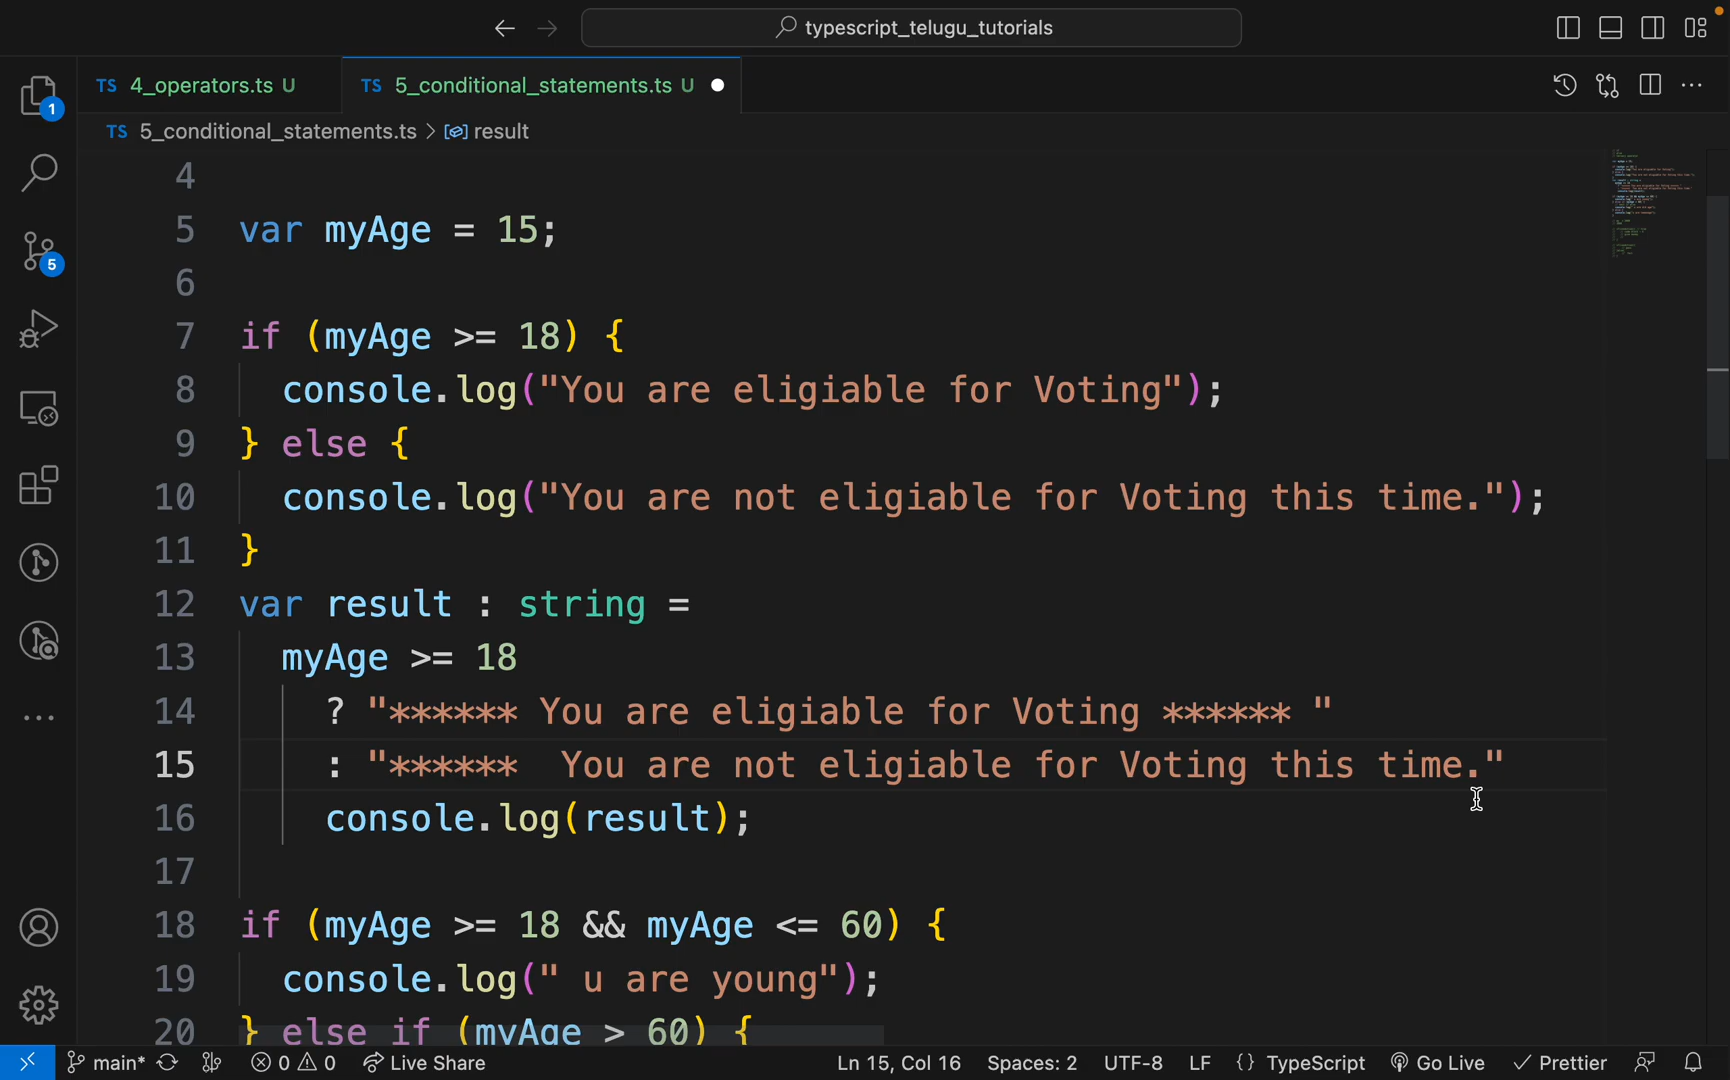 typescript_telugu_tutorials
TS 4_operators.ts U
TS 5_conditional_statements.ts U
TS 5_conditional_statements.ts > result
1
5
4
5 var myAge = 15;
6
7 if (myAge >= 18) {
8 console.log("You are eligiable for Voting");
9 } else {
10 console.log("You are not eligiable for Voting this time.");
11 }
12 var result : string =
13 myAge >= 18
14 ? "****** You are eligiable for Voting ****** "
15 : "****** You are not eligiable for Voting this time."
16 console.log(result);
17
18 if (myAge >= 18 && myAge <= 60) {
19 console.log(" u are young");
20 } else if (myAge > 60) {
main* 0 0 Live Share Ln 15, Col 16 Spaces: 2 UTF-8 LF {} TypeScript Go Live Prettier